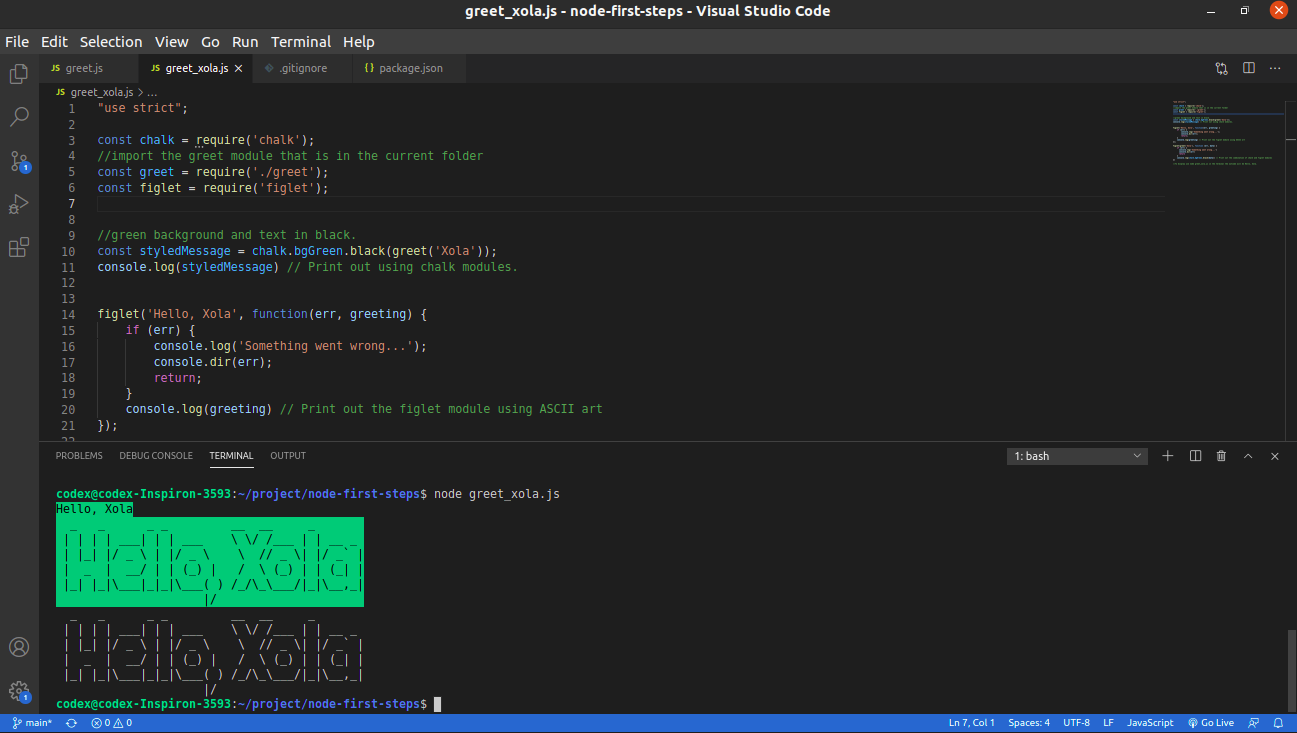 greet_xola.js - node-first-steps - Visual Studio Code
File Edit Selection View Go Run Terminal Help
JS greet.js JS greet_xola.js × .gitignore {} package.json ...
JS greet_xola.js > ...
1 "use strict";
2
3 const chalk = require('chalk');
4 //import the greet module that is in the current folder
5 const greet = require('./greet');
6 const figlet = require('figlet');
7
8
9 //green background and text in black.
10 const styledMessage = chalk.bgGreen.black(greet('Xola'));
11 console.log(styledMessage) // Print out using chalk modules.
12
13
14 figlet('Hello, Xola', function(err, greeting) {
15 if (err) {
16 console.log('Something went wrong...');
17 console.dir(err);
18 return;
19 }
20 console.log(greeting) // Print out the figlet module using ASCII art
21 });
1
PROBLEMS DEBUG CONSOLE TERMINAL OUTPUT 1: bash
codex@codex-Inspiron-3593:~/project/node-first-steps$ node greet_xola.js
Hello, Xola
Hello, Xola
Hello, Xola
codex@codex-Inspiron-3593:~/project/node-first-steps$
1
main* 0 0 Ln 7, Col 1 Spaces: 4 UTF-8 LF JavaScript Go Live